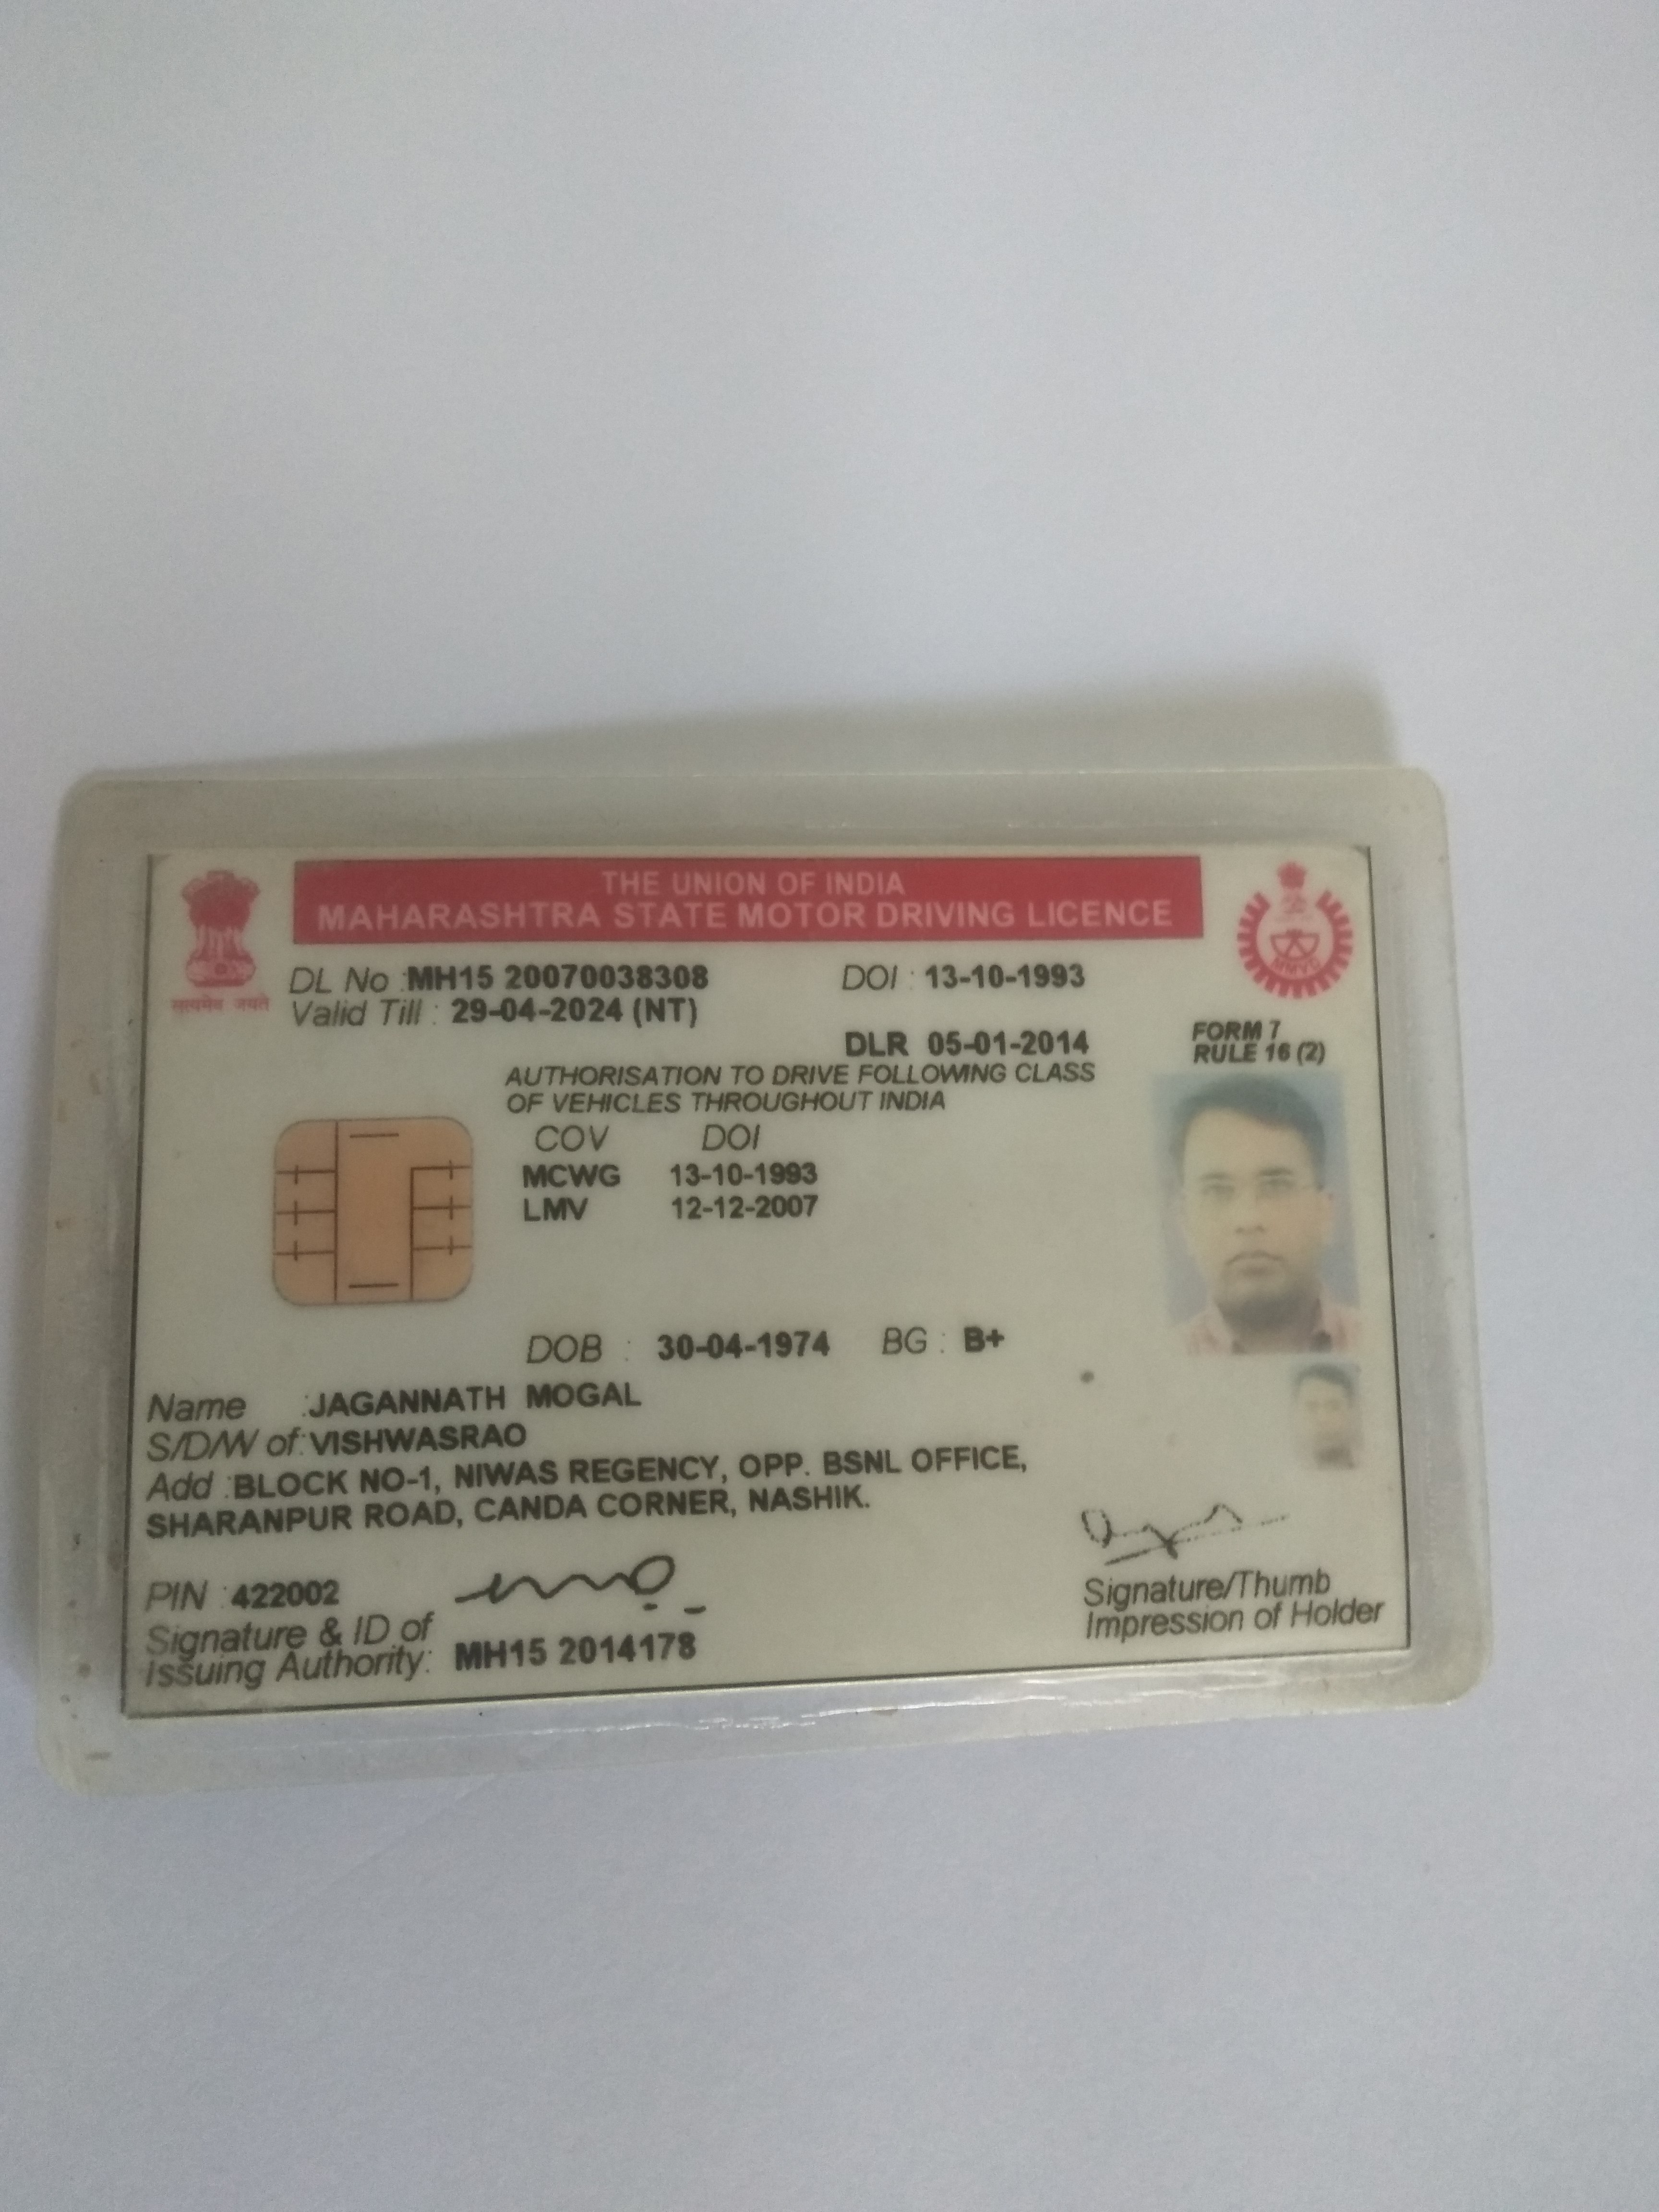 THE UNION OF INDIA
MAHARASHTRA STATE MOTOR DRIVING LICENCE
सत्यमेव जयते
DL No :MH15 20070038308 DOI : 13-10-1993
Valid Till : 29-04-2024 (NT)
DLR 05-01-2014
FORM 7
RULE 16 (2)
AUTHORISATION TO DRIVE FOLLOWING CLASS
OF VEHICLES THROUGHOUT INDIA
COV DOI
MCWG 13-10-1993
LMV 12-12-2007
DOB : 30-04-1974 BG : B+
Name :JAGANNATH MOGAL
S/D/W of:VISHWASRAO
Add :BLOCK NO-1, NIWAS REGENCY, OPP. BSNL OFFICE,
SHARANPUR ROAD, CANDA CORNER, NASHIK.
PIN :422002
Signature & ID of
Issuing Authority: MH15 2014178
Signature/Thumb
Impression of Holder